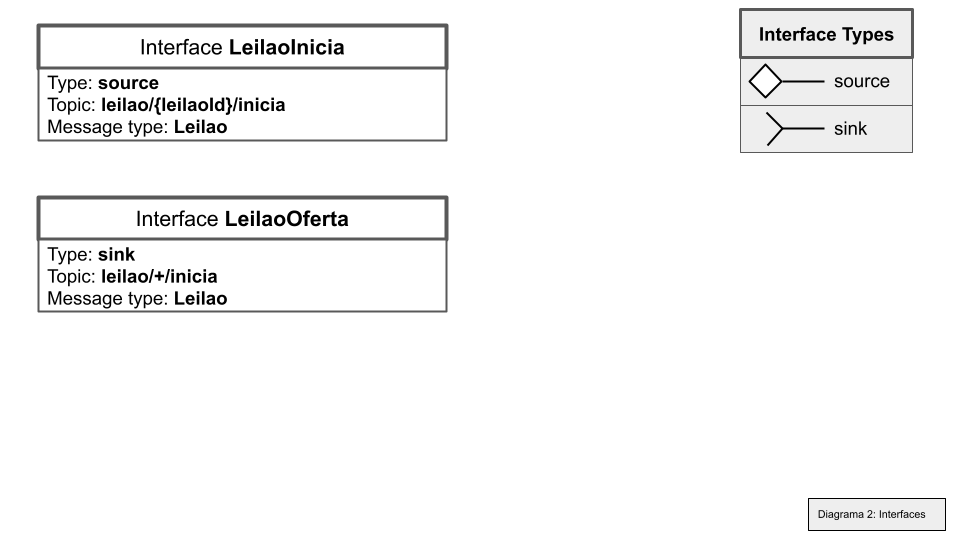 Interface LeilaoInicia
Type: source
Topic: leilao/{leilaoId}/inicia
Message type: Leilao
Interface LeilaoOferta
Type: sink
Topic: leilao/+/inicia
Message type: Leilao
Interface Types
source
sink
Diagrama 2: Interfaces